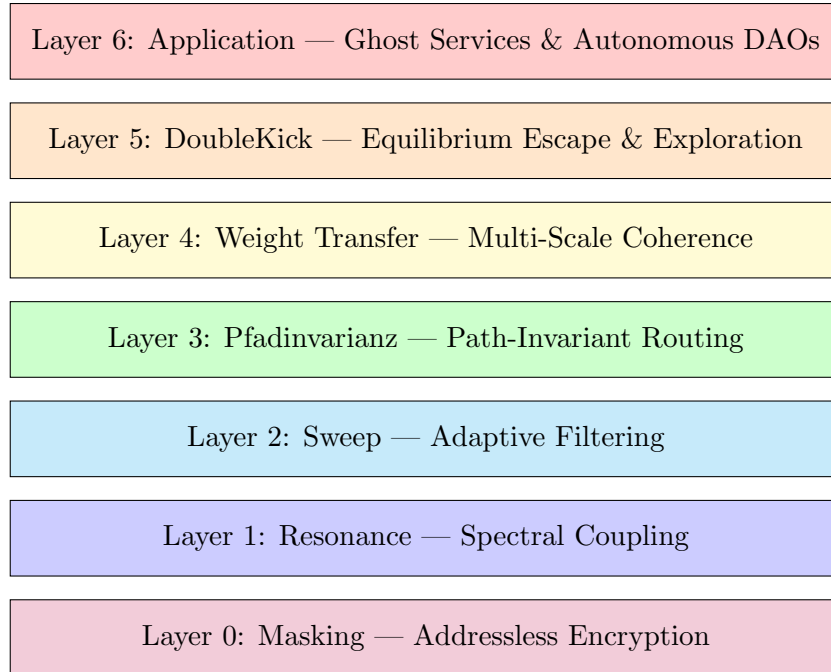 Layer 6: Application — Ghost Services & Autonomous DAOs
Layer 5: DoubleKick — Equilibrium Escape & Exploration
Layer 4: Weight Transfer — Multi-Scale Coherence
Layer 3: Pfadinvarianz — Path-Invariant Routing
Layer 2: Sweep — Adaptive Filtering
Layer 1: Resonance — Spectral Coupling
Layer 0: Masking — Addressless Encryption